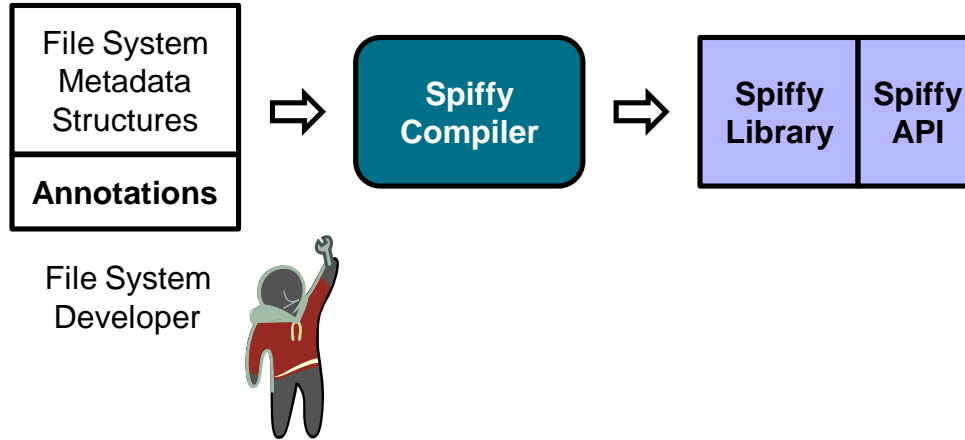 File System
Metadata
Structures
Annotations
File System
Developer
Spiffy
Compiler
Spiffy
Library
Spiffy
API